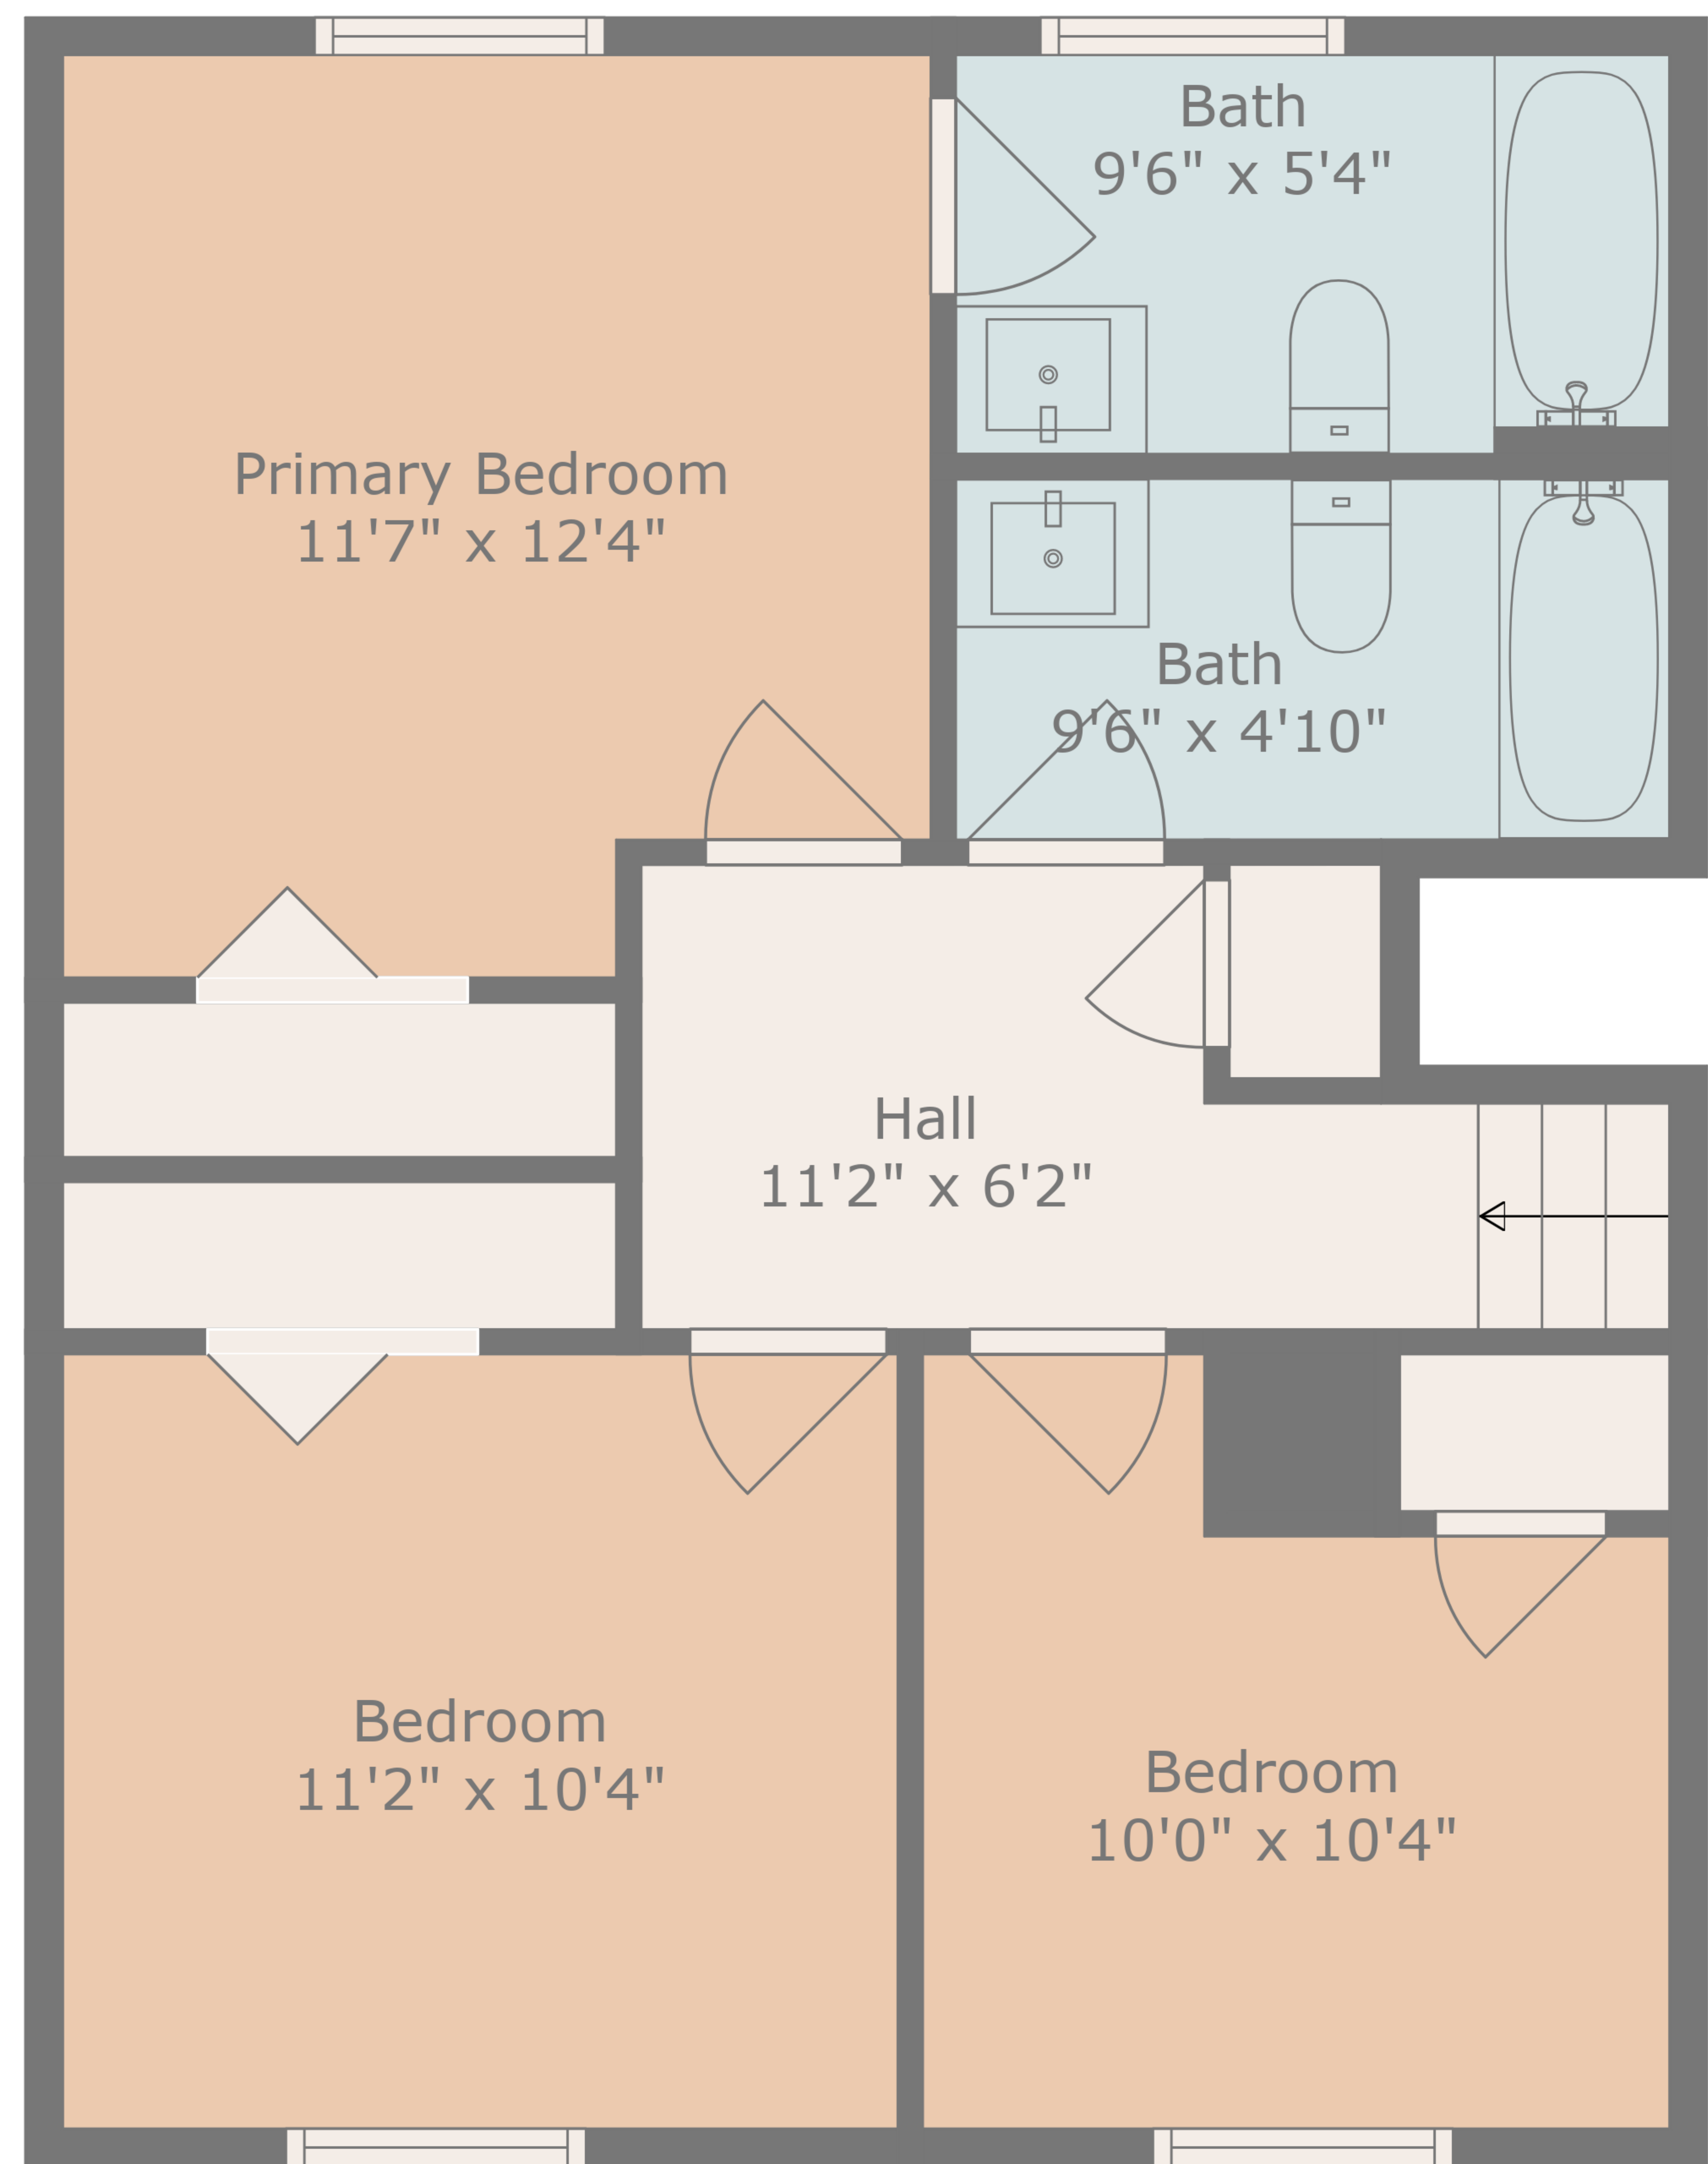 Bath
9'6" x 5'4"
Primary Bedroom
11'7" x 12'4"
Bath
9'6" x 4'10"
Hall
11'2" x 6'2"
Bedroom
11'2" x 10'4"
Bedroom
10'0" x 10'4"